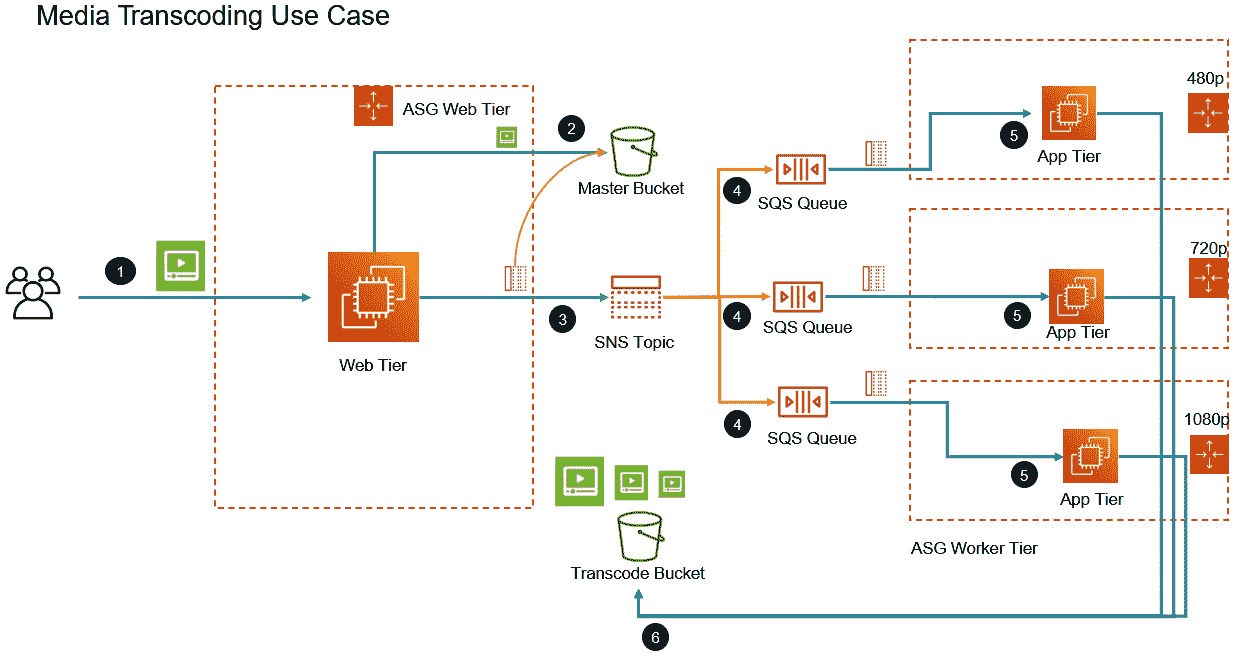 Media Transcoding Use Case
ASG Web Tier
1
2
Master Bucket
Web Tier
3
SNS Topic
4
SQS Queue
4
SQS Queue
4
SQS Queue
480p
5
App Tier
720p
5
App Tier
1080p
5
App Tier
ASG Worker Tier
Transcode Bucket
6